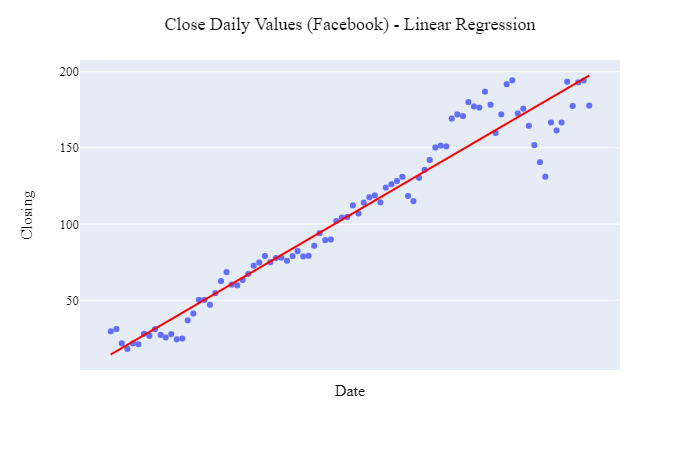 Close Daily Values (Facebook) - Linear Regression
200
150
100
50
Closing
Date